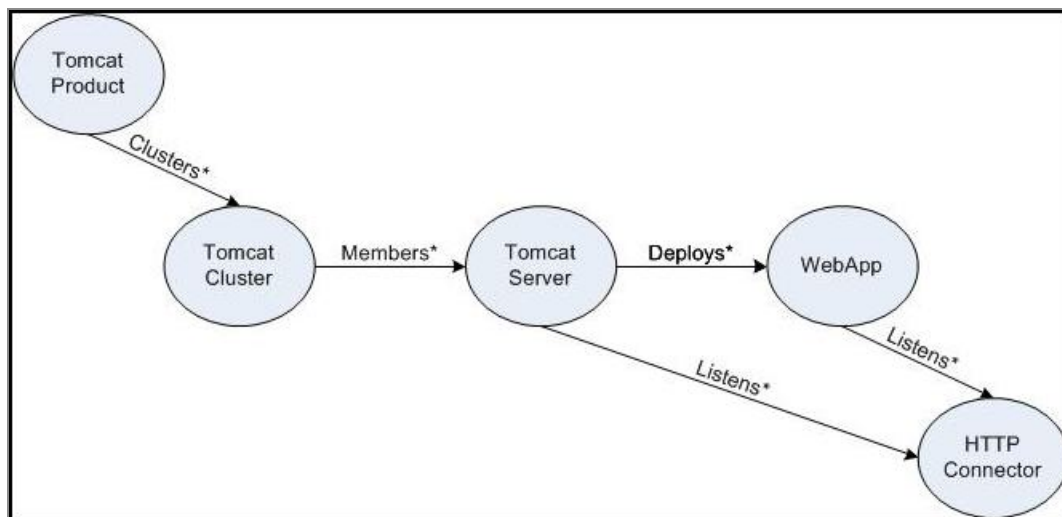 Tomcat
Product
Clusters*
Tomcat
Cluster
Members*
Tomcat
Server
Deploys*
WebApp
Listens*
Listens*
HTTP
Connector